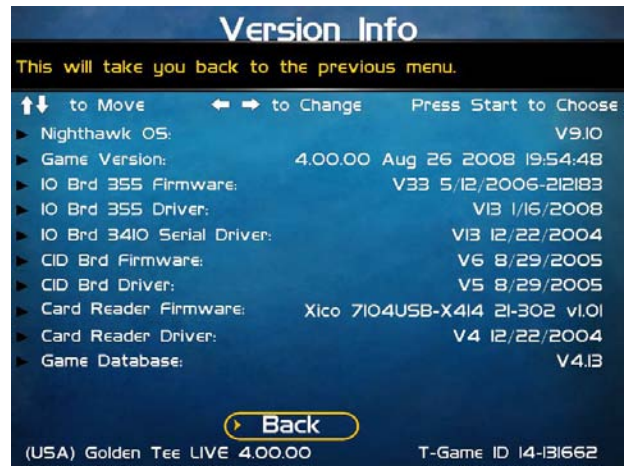 Version Info
This will take you back to the previous menu.
to Move to Change Press Start to Choose
Nighthawk OS: V9.10
Game Version: 4.00.00 Aug 26 2008 19:54:48
IO Brd 355 Firmware: V33 5/12/2006-212183
IO Brd 355 Driver: V13 1/16/2008
IO Brd 3410 Serial Driver: V13 12/22/2004
CID Brd Firmware: V6 8/29/2005
CID Brd Driver: V5 8/29/2005
Card Reader Firmware: Xico 7104USB-X414 21-302 v1.01
Card Reader Driver: V4 12/22/2004
Game Database: V4.13
Back
(USA) Golden Tee LIVE 4.00.00 T-Game ID 14-131662